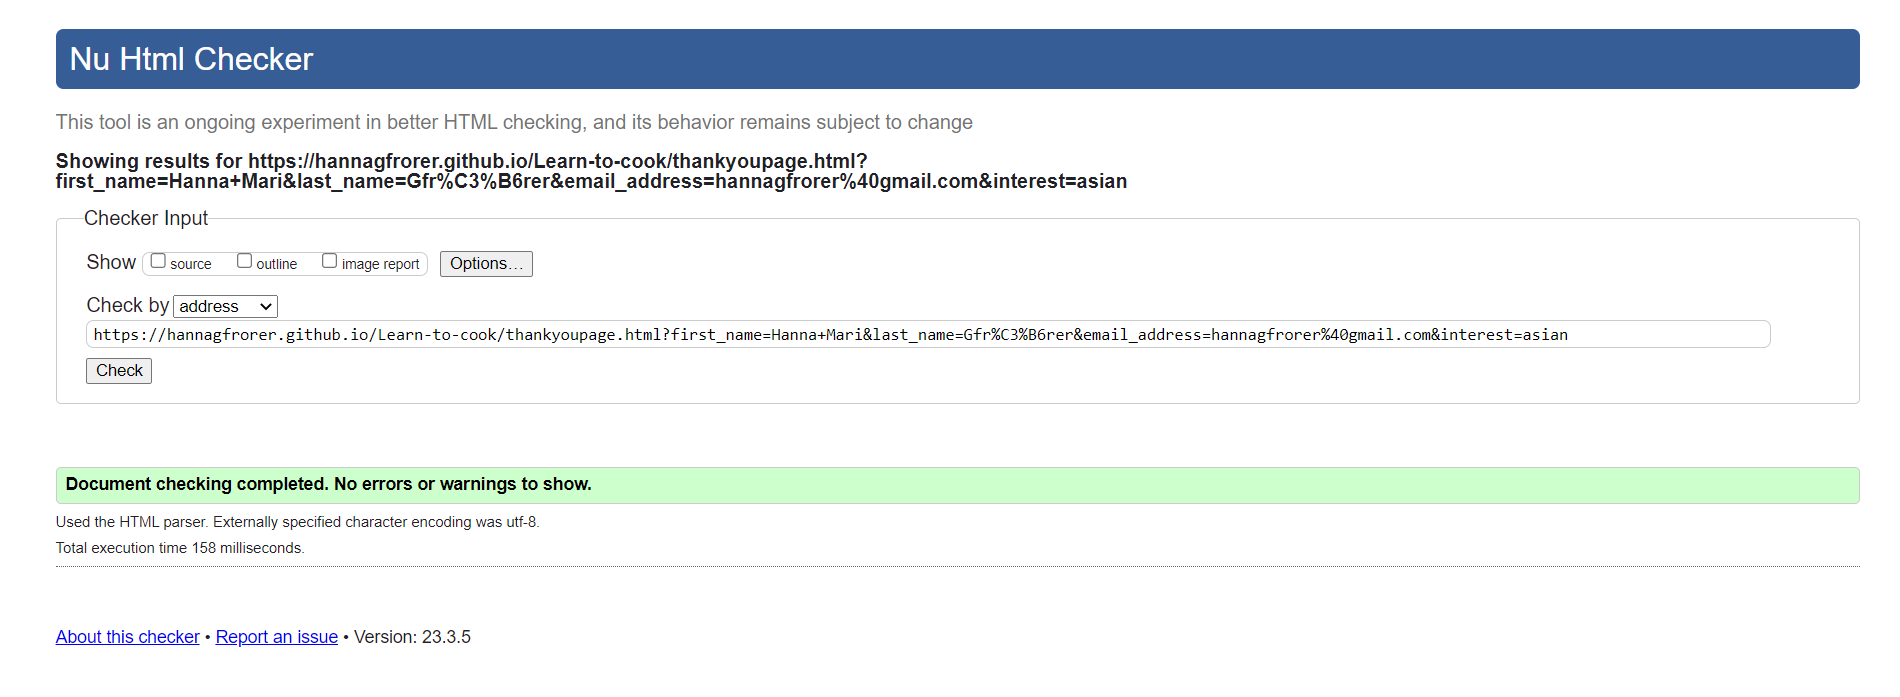 Nu Html Checker
This tool is an ongoing experiment in better HTML checking, and its behavior remains subject to change
Showing results for https://hannagfrorer.github.io/Learn-to-cook/thankyoupage.html?
first_name=Hanna+Mari&last_name=Gfr%C3%B6rer&email_address=hannagfrorer%40gmail.com&interest=asian
Checker Input
Show source outline image report Options…
Check by address
https://hannagfrorer.github.io/Learn-to-cook/thankyoupage.html?first_name=Hanna+Mari&last_name=Gfr%C3%B6rer&email_address=hannagfrorer%40gmail.com&interest=asian
Check
Document checking completed. No errors or warnings to show.
Used the HTML parser. Externally specified character encoding was utf-8.
Total execution time 158 milliseconds.
About this checker • Report an issue • Version: 23.3.5